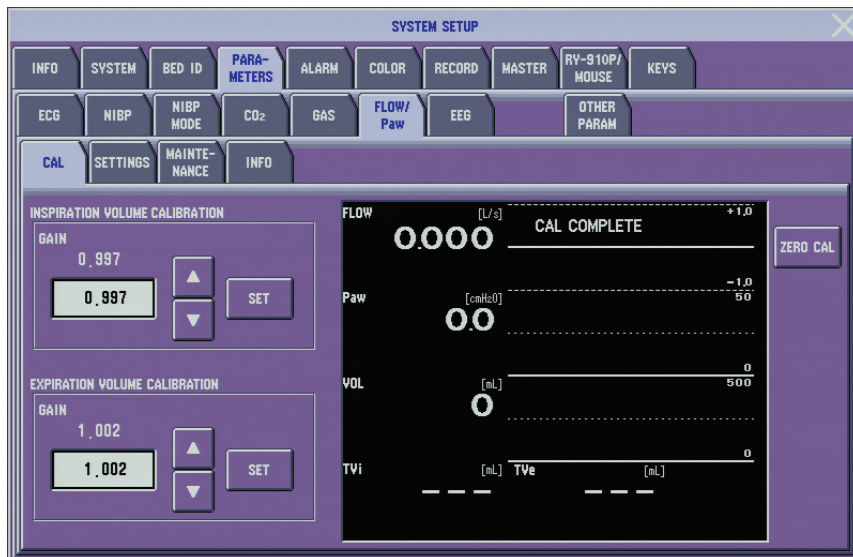 SYSTEM SETUP
INFO SYSTEM BED ID PARA-METERS ALARM COLOR RECORD MASTER RY-910P/MOUSE KEYS
ECG NIBP NIBP MODE CO₂ GAS FLOW/Paw EEG OTHER PARAM
CAL SETTINGS MAINTE-NANCE INFO
INSPIRATION VOLUME CALIBRATION
GAIN
0.997
0.997
SET
EXPIRATION VOLUME CALIBRATION
GAIN
1.002
1.002
SET
FLOW [L/s] +1.0
0.000 CAL COMPLETE
-1.0
Paw [cmH₂O] 50
0.0
0
VOL [mL] 500
0
0
TVi [mL] TVe [mL]
--- ---
ZERO CAL